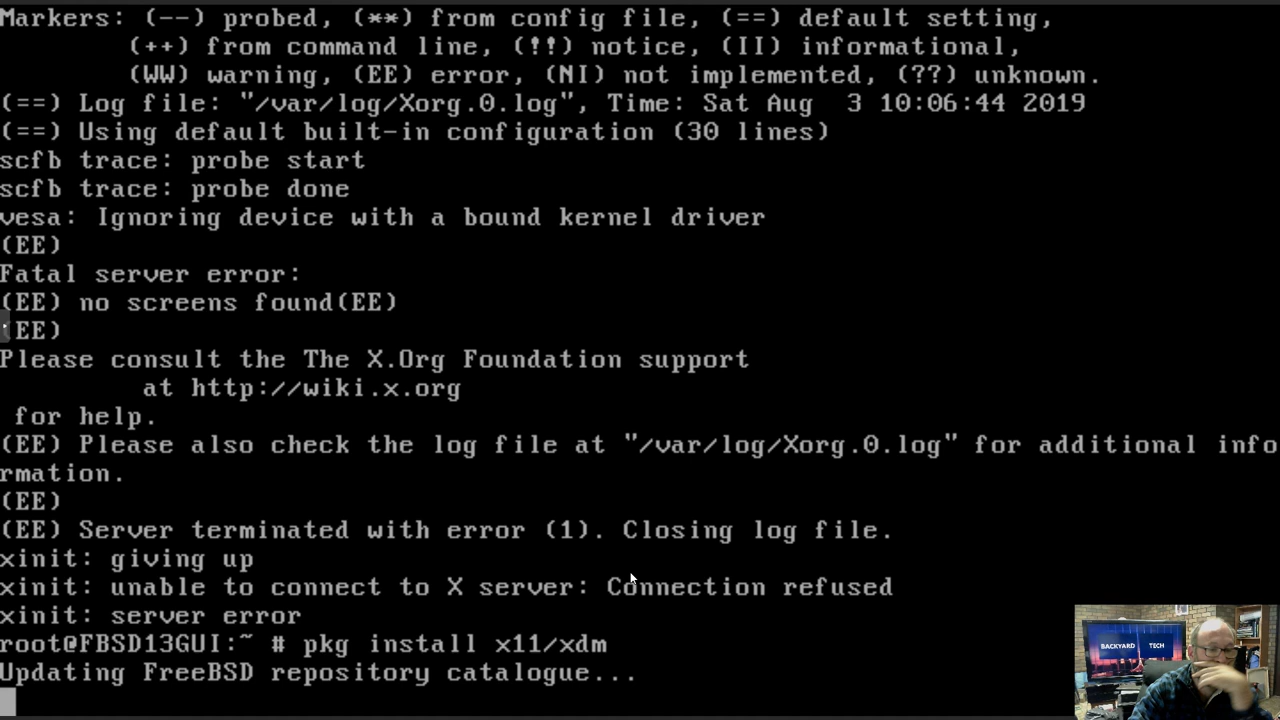 Markers: (--) probed, (**) from config file, (==) default setting,
(++) from command line, (!!) notice, (II) informational,
(WW) warning, (EE) error, (NI) not implemented, (??) unknown.
(==) Log file: "/var/log/Xorg.0.log", Time: Sat Aug  3 10:06:44 2019
(==) Using default built-in configuration (30 lines)
scfb trace: probe start
scfb trace: probe done
vesa: Ignoring device with a bound kernel driver
(EE)
Fatal server error:
(EE) no screens found(EE)
(EE)
Please consult the The X.Org Foundation support
at http://wiki.x.org
for help.
(EE) Please also check the log file at "/var/log/Xorg.0.log" for additional info
rmation.
(EE)
(EE) Server terminated with error (1). Closing log file.
xinit: giving up
xinit: unable to connect to X server: Connection refused
xinit: server error
root@FBSD13GUI:~ # pkg install x11/xdm
Updating FreeBSD repository catalogue...
BACKYARD TECH